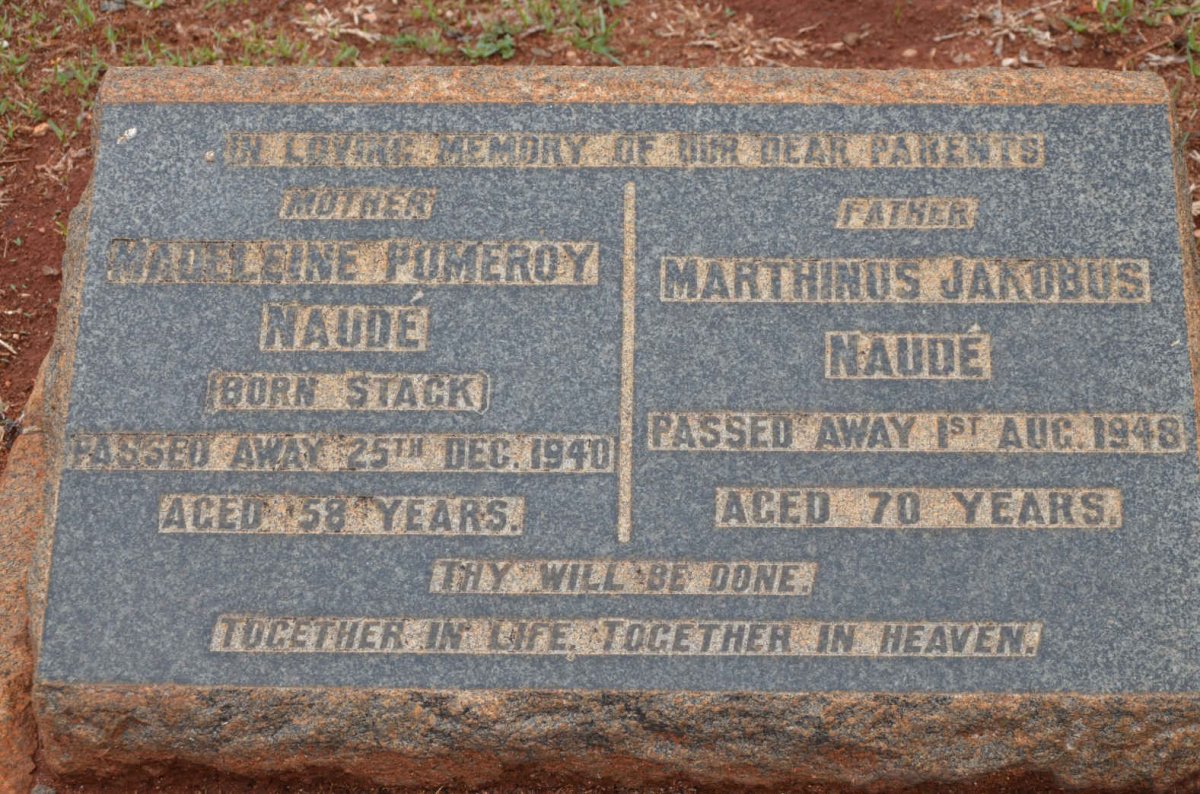 IN LOVING MEMORY OF OUR DEAR PARENTS
MOTHER
MADELEINE POMEROY
NAUDÉ
(BORN STACK)
PASSED AWAY 25TH DEC. 1940
AGED 58 YEARS.
FATHER
MARTHINUS JAKOBUS
NAUDÉ
PASSED AWAY 1ST AUG. 1948
AGED 70 YEARS.
THY WILL BE DONE.
TOGETHER IN LIFE, TOGETHER IN HEAVEN.